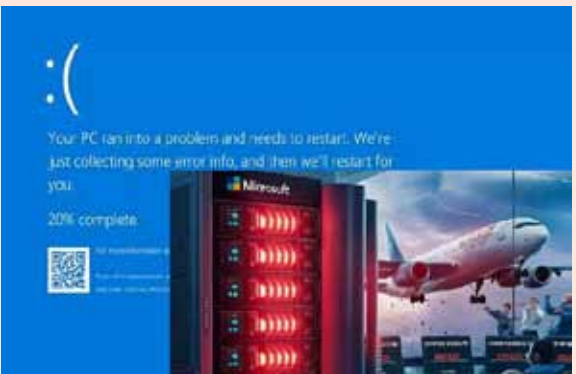 :(
Your PC ran into a problem and needs to restart. We're
just collecting some error info, and then we'll restart for
you.
20% complete
Microsoft